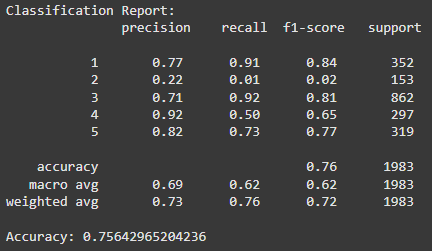 Classification Report:
precision recall f1-score support
1 0.77 0.91 0.84 352
2 0.22 0.01 0.02 153
3 0.71 0.92 0.81 862
4 0.92 0.50 0.65 297
5 0.82 0.73 0.77 319
accuracy 0.76 1983
macro avg 0.69 0.62 0.62 1983
weighted avg 0.73 0.76 0.72 1983
Accuracy: 0.75642965204236